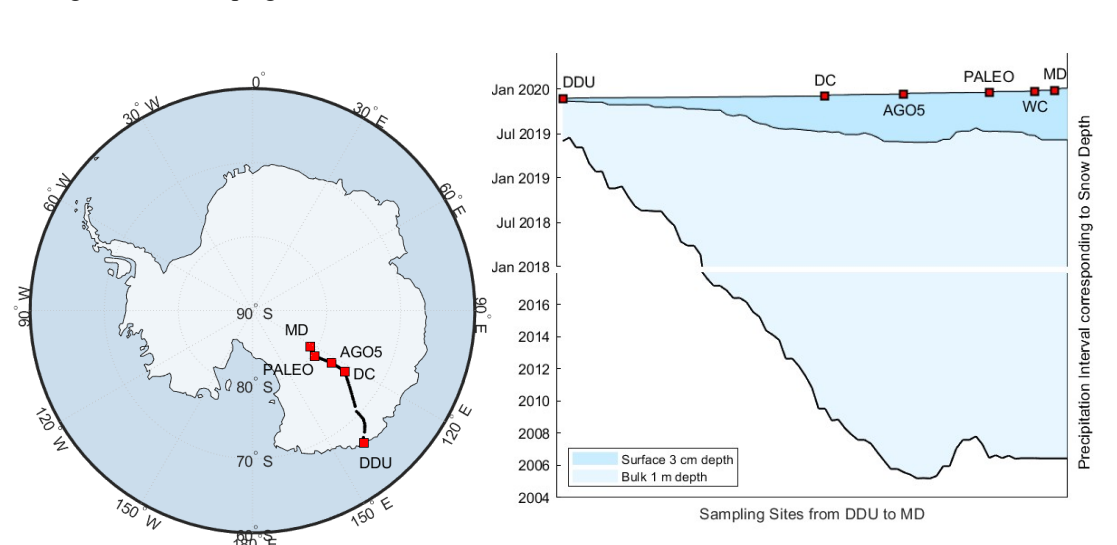 0°
30° W
30° E
60° W
60° E
90° W
90° E
90° S
MD
AGO5
PALEO
DC
80° S
120° W
120° E
70° S
DDU
150° W
150° E
60° S
180° E
DDU
DC
PALEO
MD
AGO5
WC
Jan 2020
Jul 2019
Jan 2019
Jul 2018
Jan 2018
2016
2014
2012
2010
2008
2006
2004
Surface 3 cm depth
Bulk 1 m depth
Sampling Sites from DDU to MD
Precipitation Interval corresponding to Snow Depth